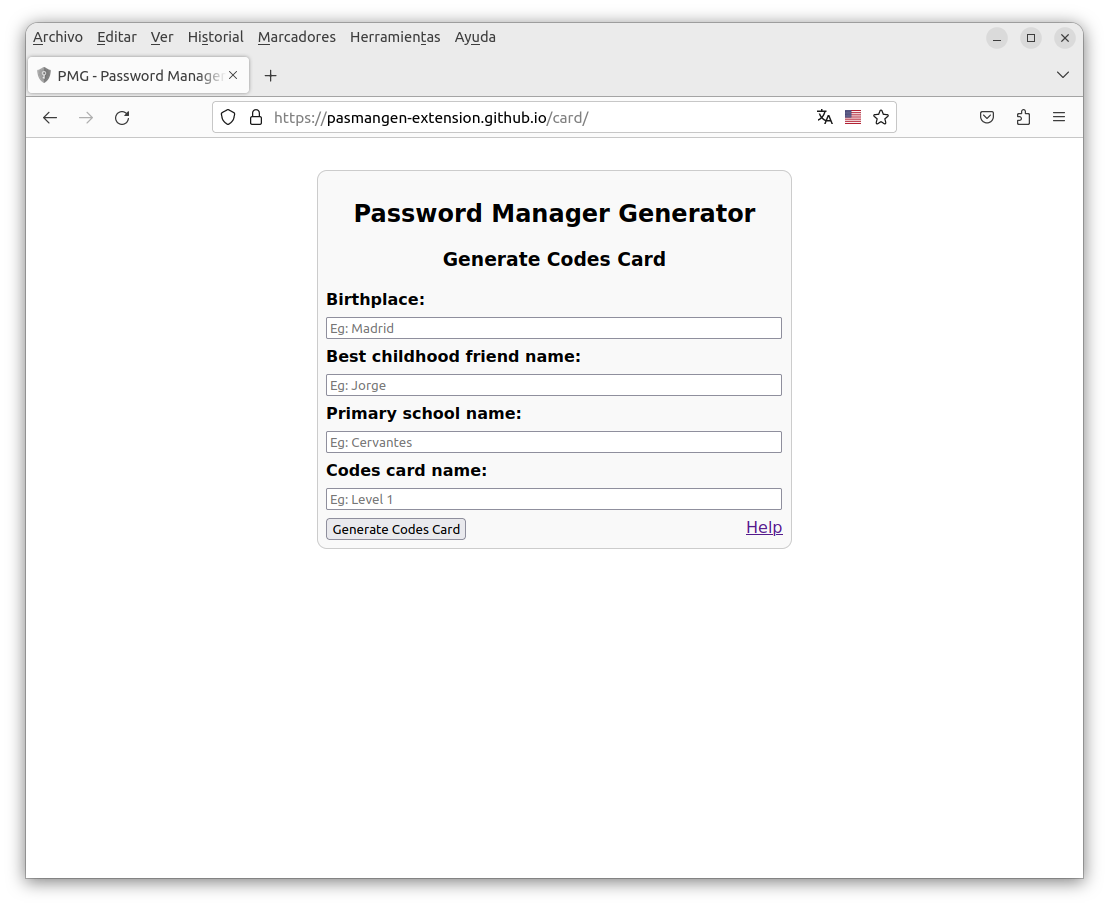 Archivo Editar Ver Historial Marcadores Herramientas Ayuda
PMG - Password Manager
https://pasmangen-extension.github.io/card/
Password Manager Generator
Generate Codes Card
Birthplace:
Eg: Madrid
Best childhood friend name:
Eg: Jorge
Primary school name:
Eg: Cervantes
Codes card name:
Eg: Level 1
Generate Codes Card Help